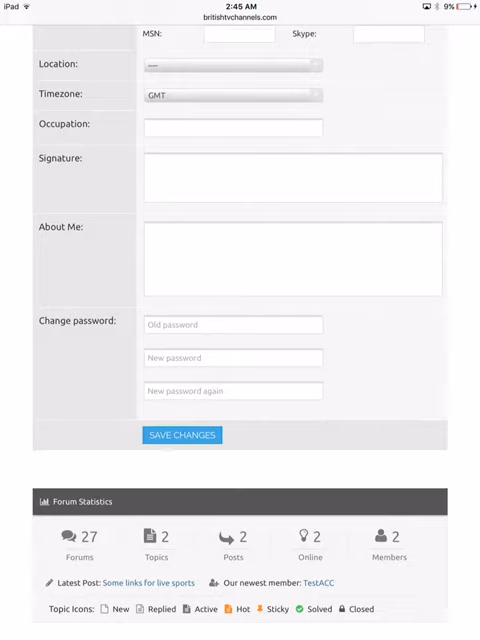 iPad 2:45 AM 9%
britishtvchannels.com
MSN: Skype:
Location: ---
Timezone: GMT
Occupation:
Signature:
About Me:
Change password: Old password
New password
New password again
SAVE CHANGES
Forum Statistics
27 2 2 2 2
Forums Topics Posts Online Members
Latest Post: Some links for live sports Our newest member: TestACC
Topic Icons: New Replied Active Hot Sticky Solved Closed